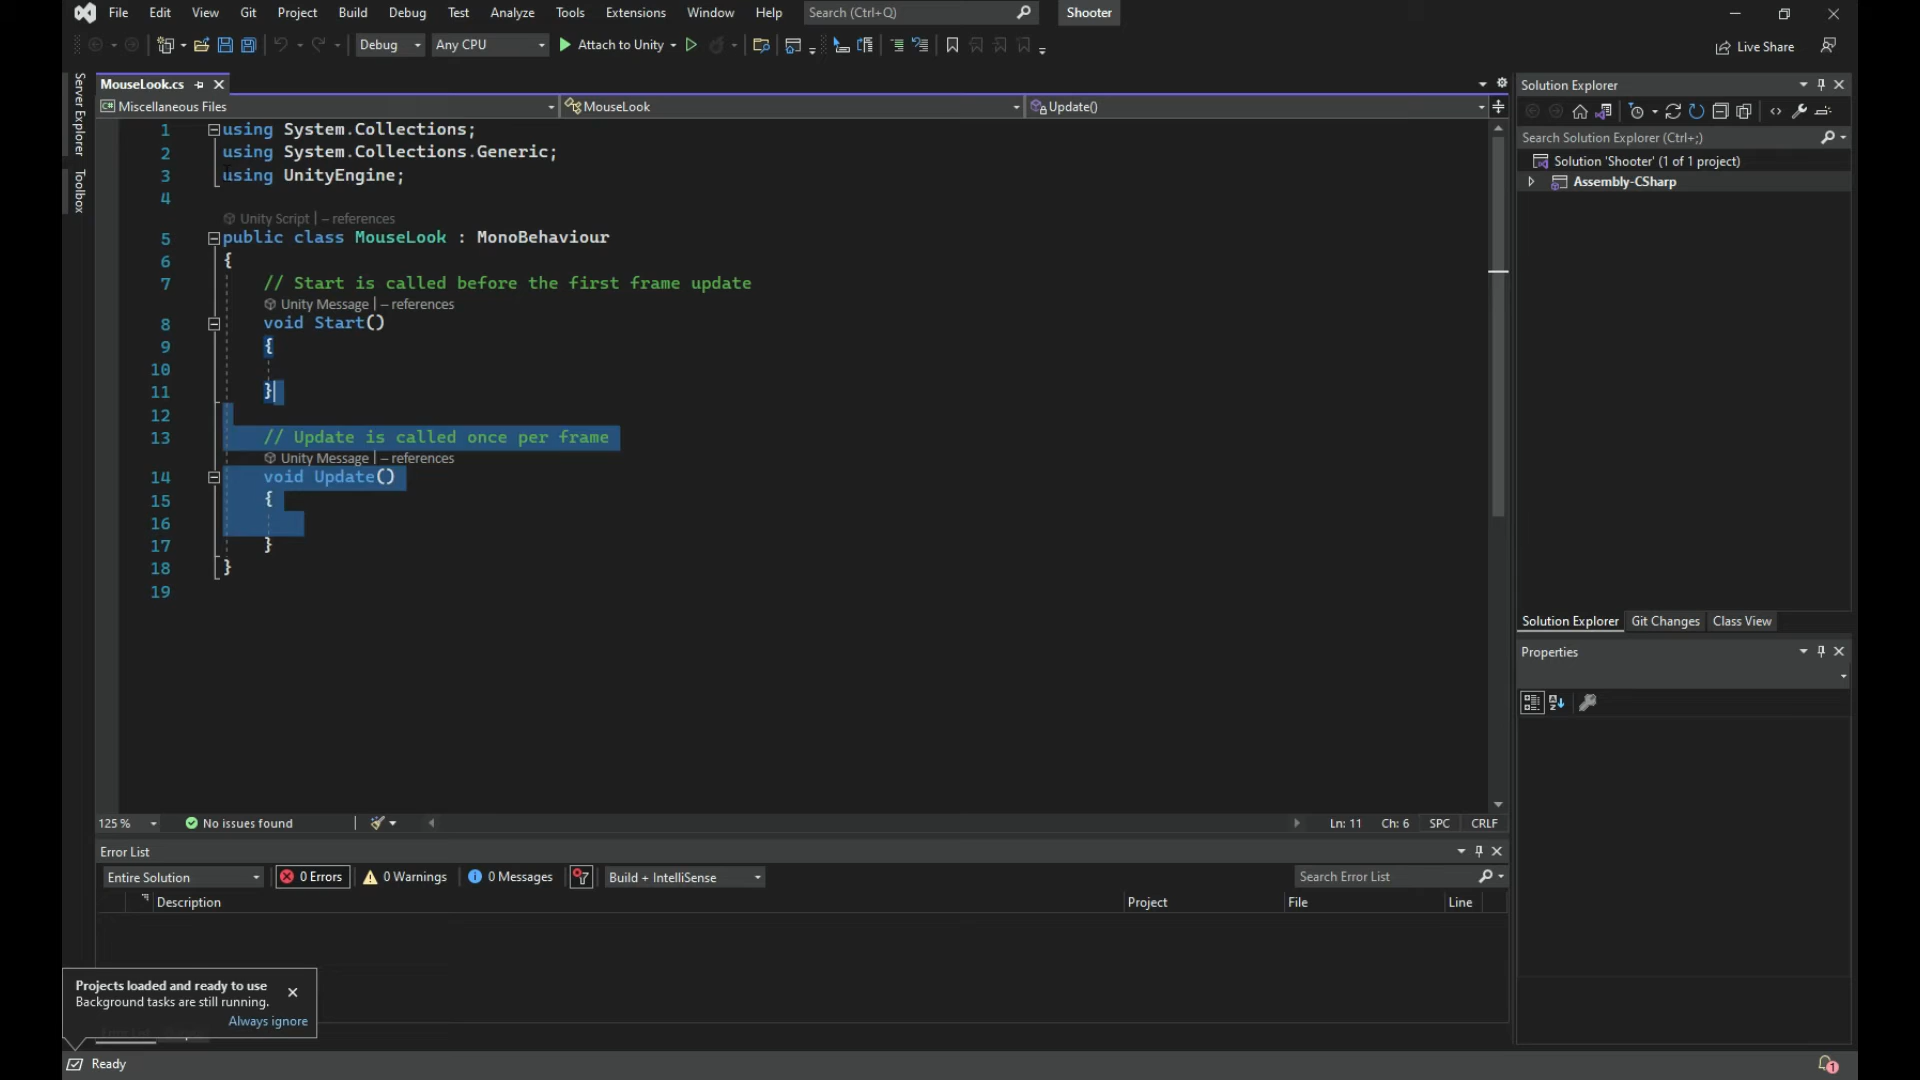 File Edit View Git Project Build Debug Test Analyze Tools Extensions Window Help Search (Ctrl+Q) Shooter
Debug Any CPU Attach to Unity Live Share
Server Explorer
Toolbox
MouseLook.cs
Miscellaneous Files MouseLook Update()
1 using System.Collections;
2 using System.Collections.Generic;
3 using UnityEngine;
4
Unity Script | – references
5 public class MouseLook : MonoBehaviour
6 {
7 // Start is called before the first frame update
Unity Message | – references
8 void Start()
9 {
10
11 }
12
13 // Update is called once per frame
Unity Message | – references
14 void Update()
15 {
16
17 }
18 }
19
125 % No issues found Ln: 11 Ch: 6 SPC CRLF
Error List
Entire Solution 0 Errors 0 Warnings 0 Messages Build + IntelliSense Search Error List
Description Project File Line
Solution Explorer
Search Solution Explorer (Ctrl+;)
Solution 'Shooter' (1 of 1 project)
Assembly-CSharp
Solution Explorer Git Changes Class View
Properties
Projects loaded and ready to use
Background tasks are still running.
Always ignore
Ready 1